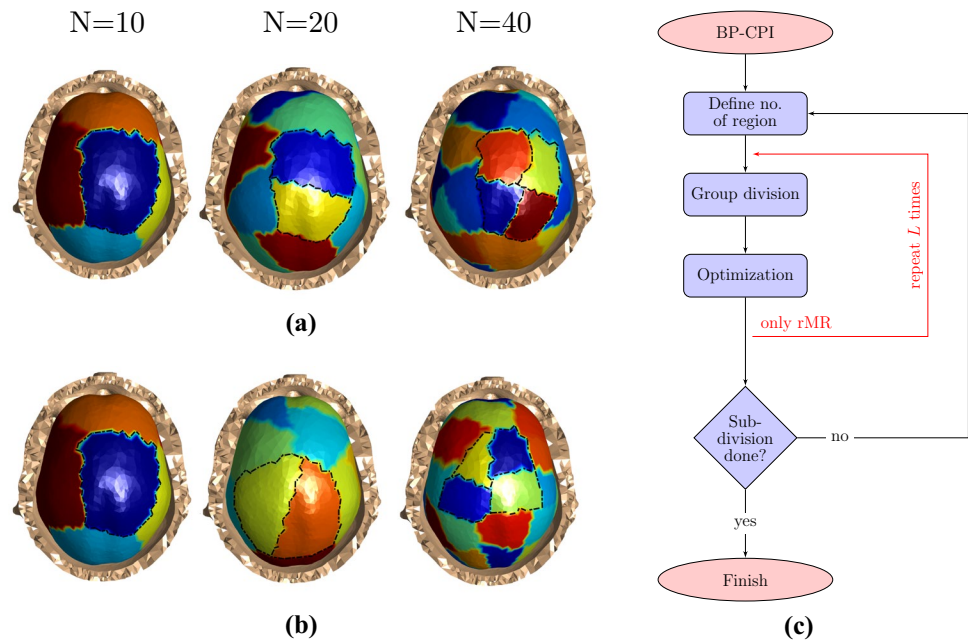 N=10
N=20
N=40
(a)
(b)
BP-CPI
Define no.
of region
Group division
Optimization
only rMR
repeat L times
Sub-
division
done?
no
yes
Finish
(c)